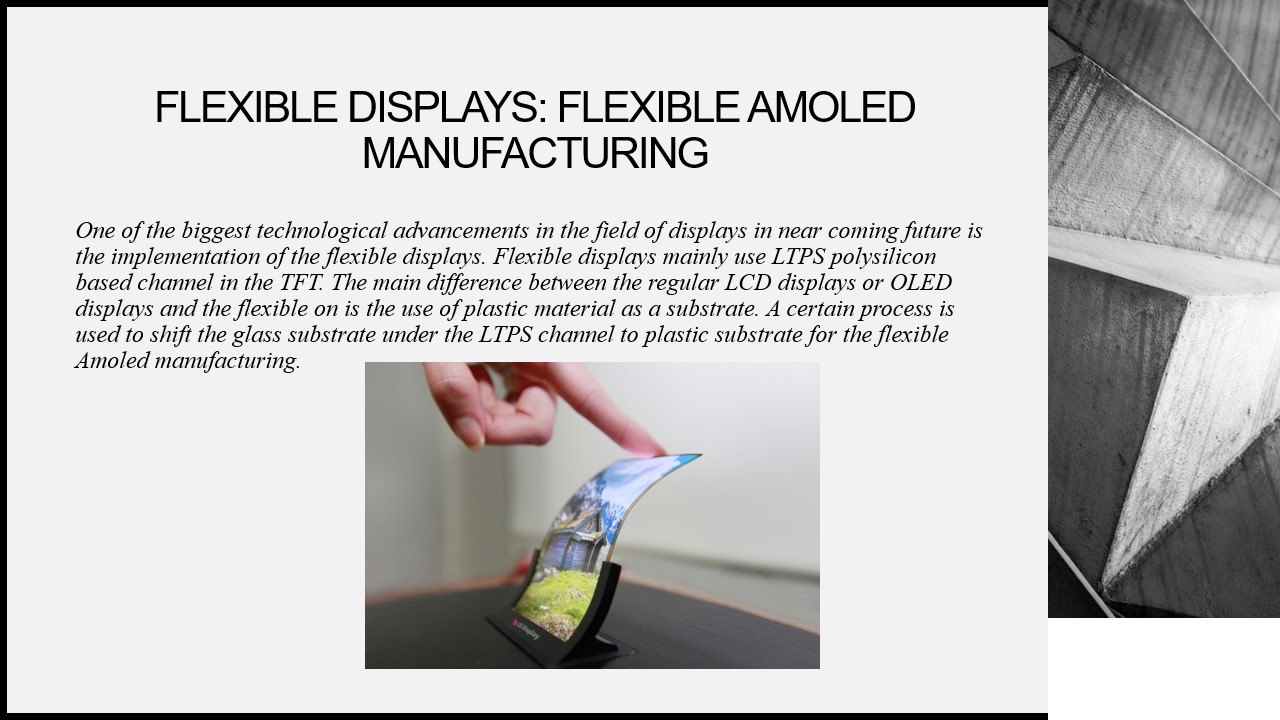 FLEXIBLE DISPLAYS: FLEXIBLE AMOLED
MANUFACTURING
One of the biggest technological advancements in the field of displays in near coming future is
the implementation of the flexible displays. Flexible displays mainly use LTPS polysilicon
based channel in the TFT. The main difference between the regular LCD displays or OLED
displays and the flexible on is the use of plastic material as a substrate. A certain process is
used to shift the glass substrate under the LTPS channel to plastic substrate for the flexible
Amoled manufacturing.
LG Display